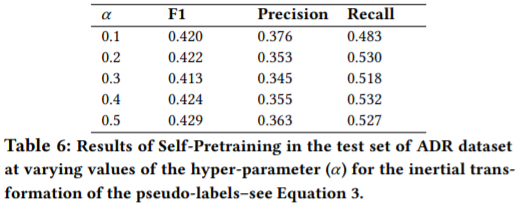 α F1 Precision Recall
0.1 0.420 0.376 0.483
0.2 0.422 0.353 0.530
0.3 0.413 0.345 0.518
0.4 0.424 0.355 0.532
0.5 0.429 0.363 0.527
Table 6: Results of Self-Pretraining in the test set of ADR dataset
at varying values of the hyper-parameter (α) for the inertial trans-
formation of the pseudo-labels–see Equation 3.